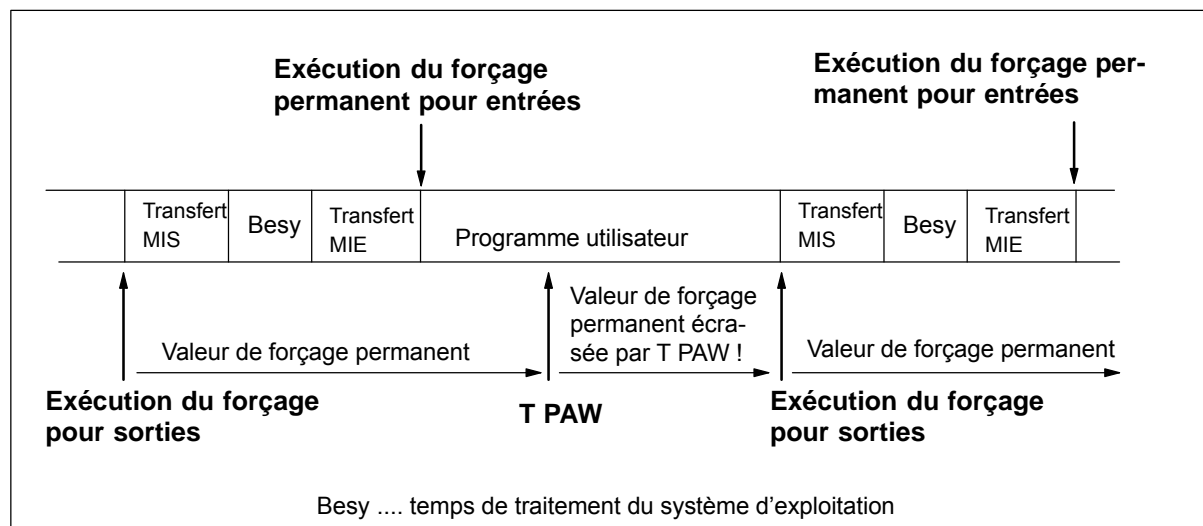 Exécution du forçage
permanent pour entrées
Exécution du forçage per-
manent pour entrées
Transfert
MIS
Besy
Transfert
MIE
Programme utilisateur
Transfert
MIS
Besy
Transfert
MIE
Valeur de forçage permanent
Valeur de forçage
permanent écra-
sée par T PAW !
Valeur de forçage permanent
Exécution du forçage
pour sorties
T PAW
Exécution du forçage
pour sorties
Besy .... temps de traitement du système d’exploitation